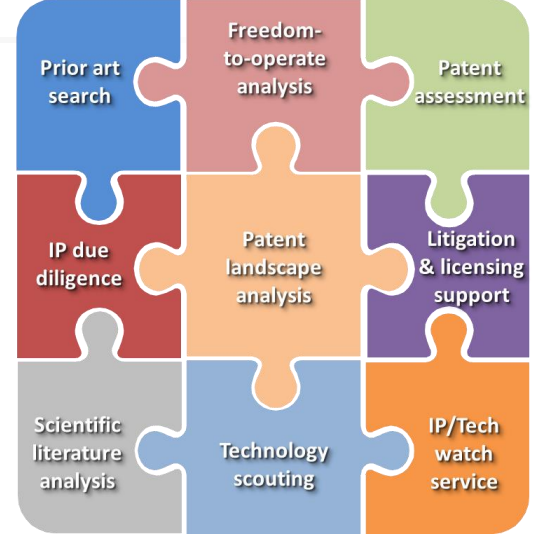 Prior art
search
Freedom-
to-operate
analysis
Patent
assessment
IP due
diligence
Patent
landscape
analysis
Litigation
& licensing
support
Scientific
literature
analysis
Technology
scouting
IP/Tech
watch
service